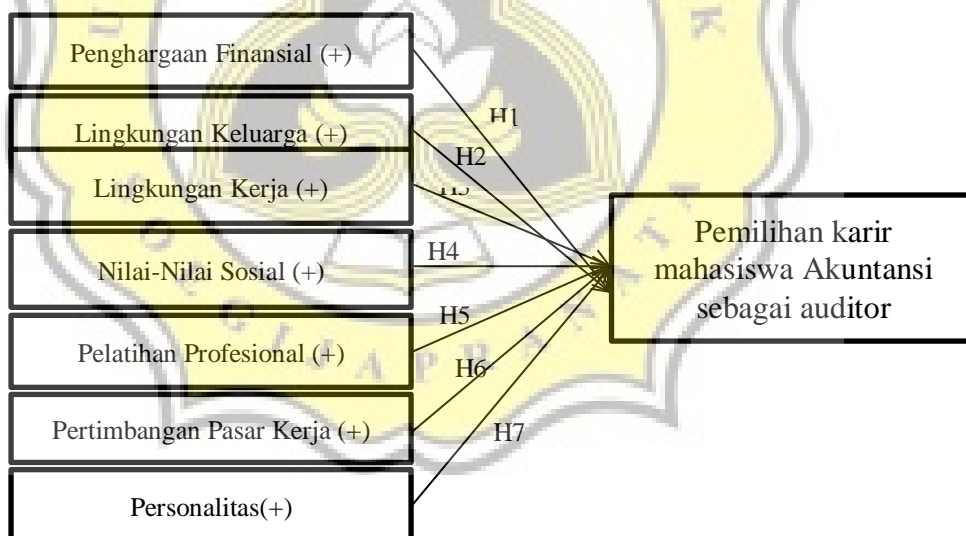 Penghargaan Finansial (+)
Lingkungan Keluarga (+)
Lingkungan Kerja (+)
Nilai-Nilai Sosial (+)
Pelatihan Profesional (+)
Pertimbangan Pasar Kerja (+)
Personalitas(+)
H1
H2
H4
H5
H6
H7
Pemilihan karir
mahasiswa Akuntansi
sebagai auditor